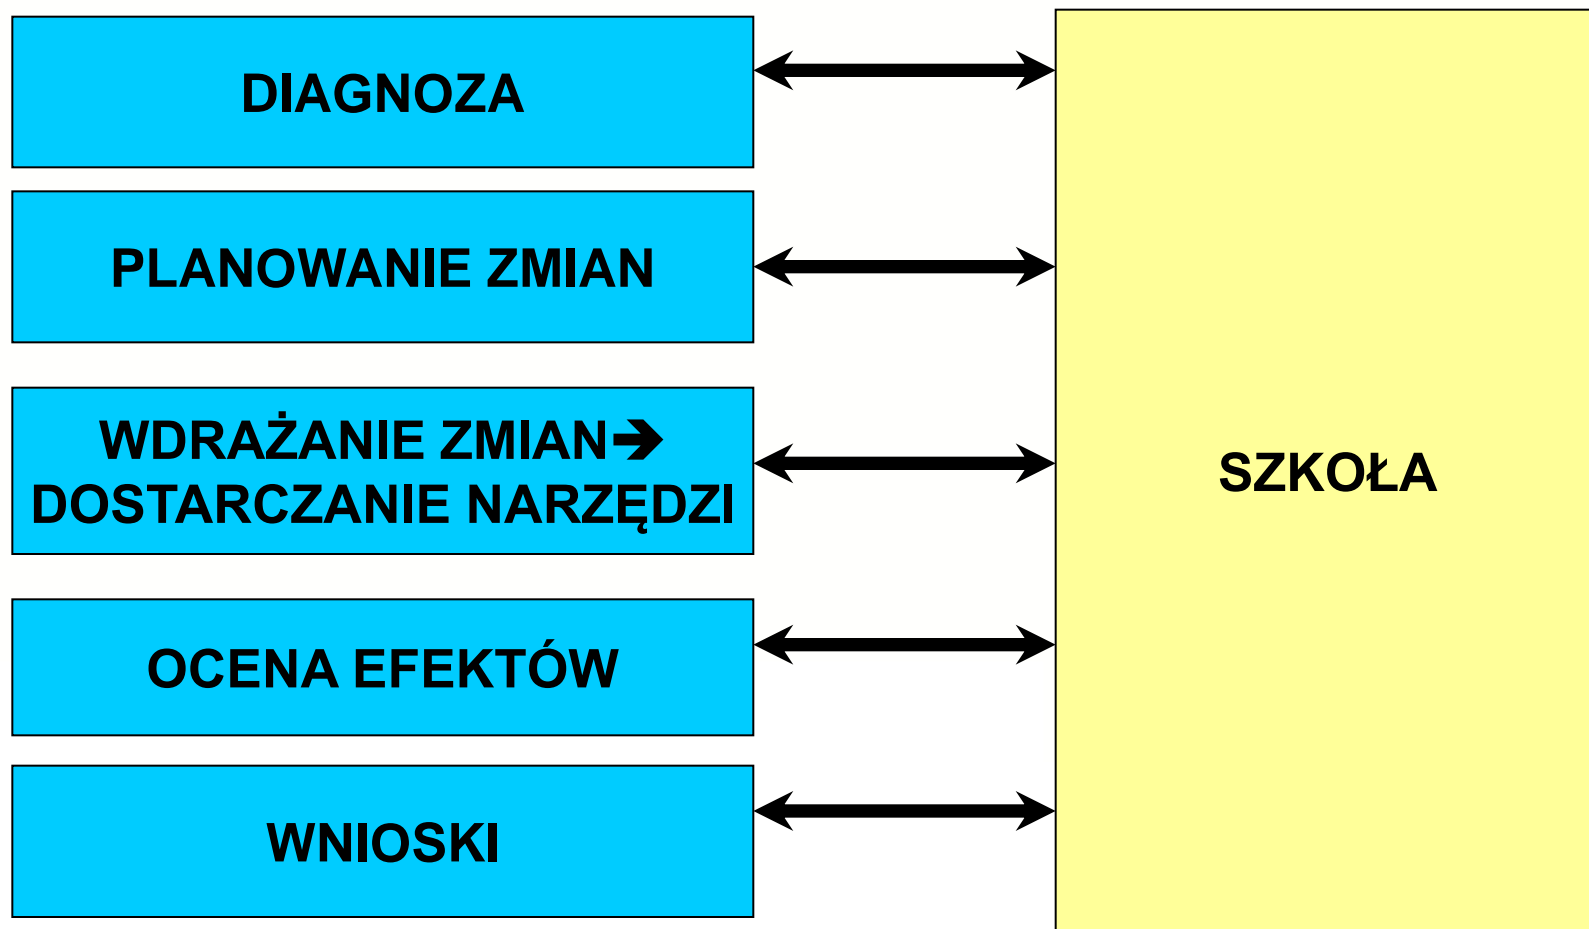 DIAGNOZA
PLANOWANIE ZMIAN
WDRAŻANIE ZMIAN➔
DOSTARCZANIE NARZĘDZI
SZKOŁA
OCENA EFEKTÓW
WNIOSKI